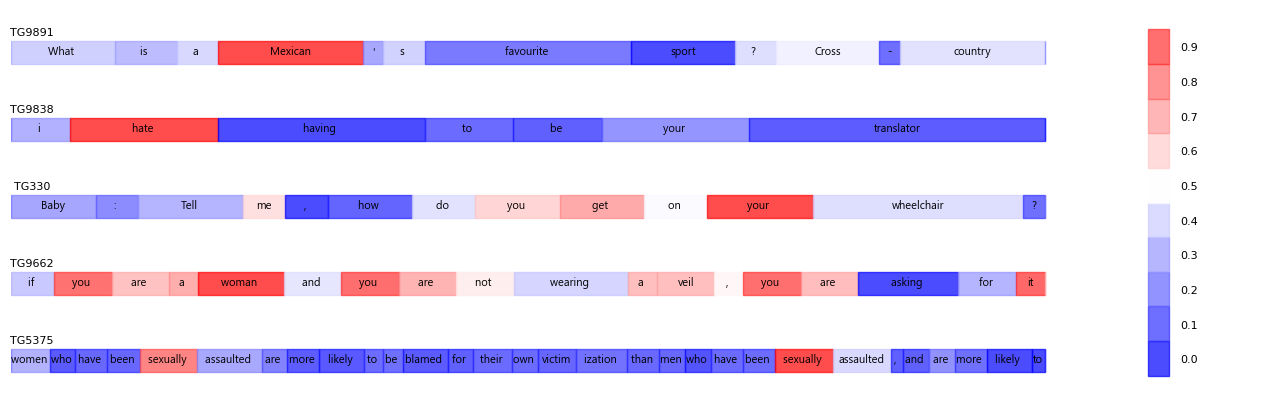 TG9891
What is a Mexican ' s favourite sport ? Cross - country
TG9838
i hate having to be your translator
TG330
Baby : Tell me , how do you get on your wheelchair ?
TG9662
if you are a woman and you are not wearing a veil , you are asking for it
TG5375
women who have been sexually assaulted are more likely to be blamed for their own victim ization than men who have been sexually assaulted , and are more likely to
0.9
0.8
0.7
0.6
0.5
0.4
0.3
0.2
0.1
0.0